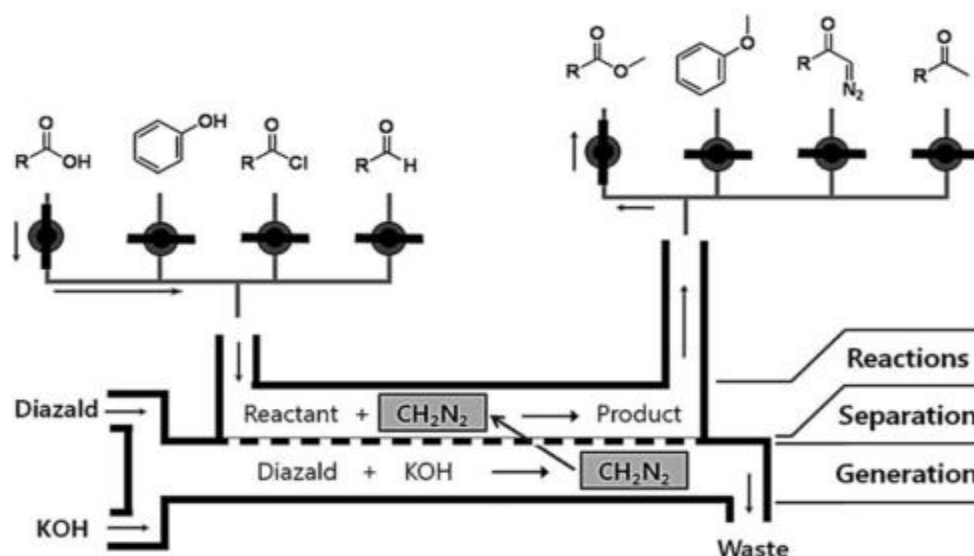 O
O
R
O
R
N₂
O
R
O
R
OH
OH
O
R
Cl
O
R
H
Reactions
Diazald
Reactant + CH₂N₂ Product
Separation
Diazald + KOH CH₂N₂
Generation
KOH
Waste